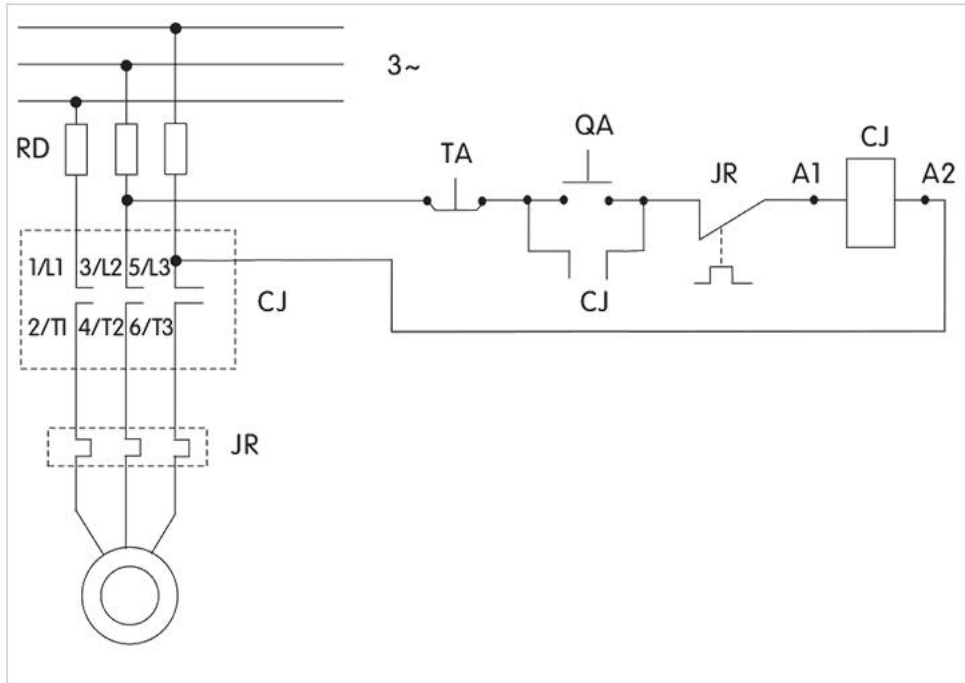 3~
RD
TA
QA
JR
A1
CJ
A2
1/L1 3/L2 5/L3
CJ
CJ
2/T1 4/T2 6/T3
JR